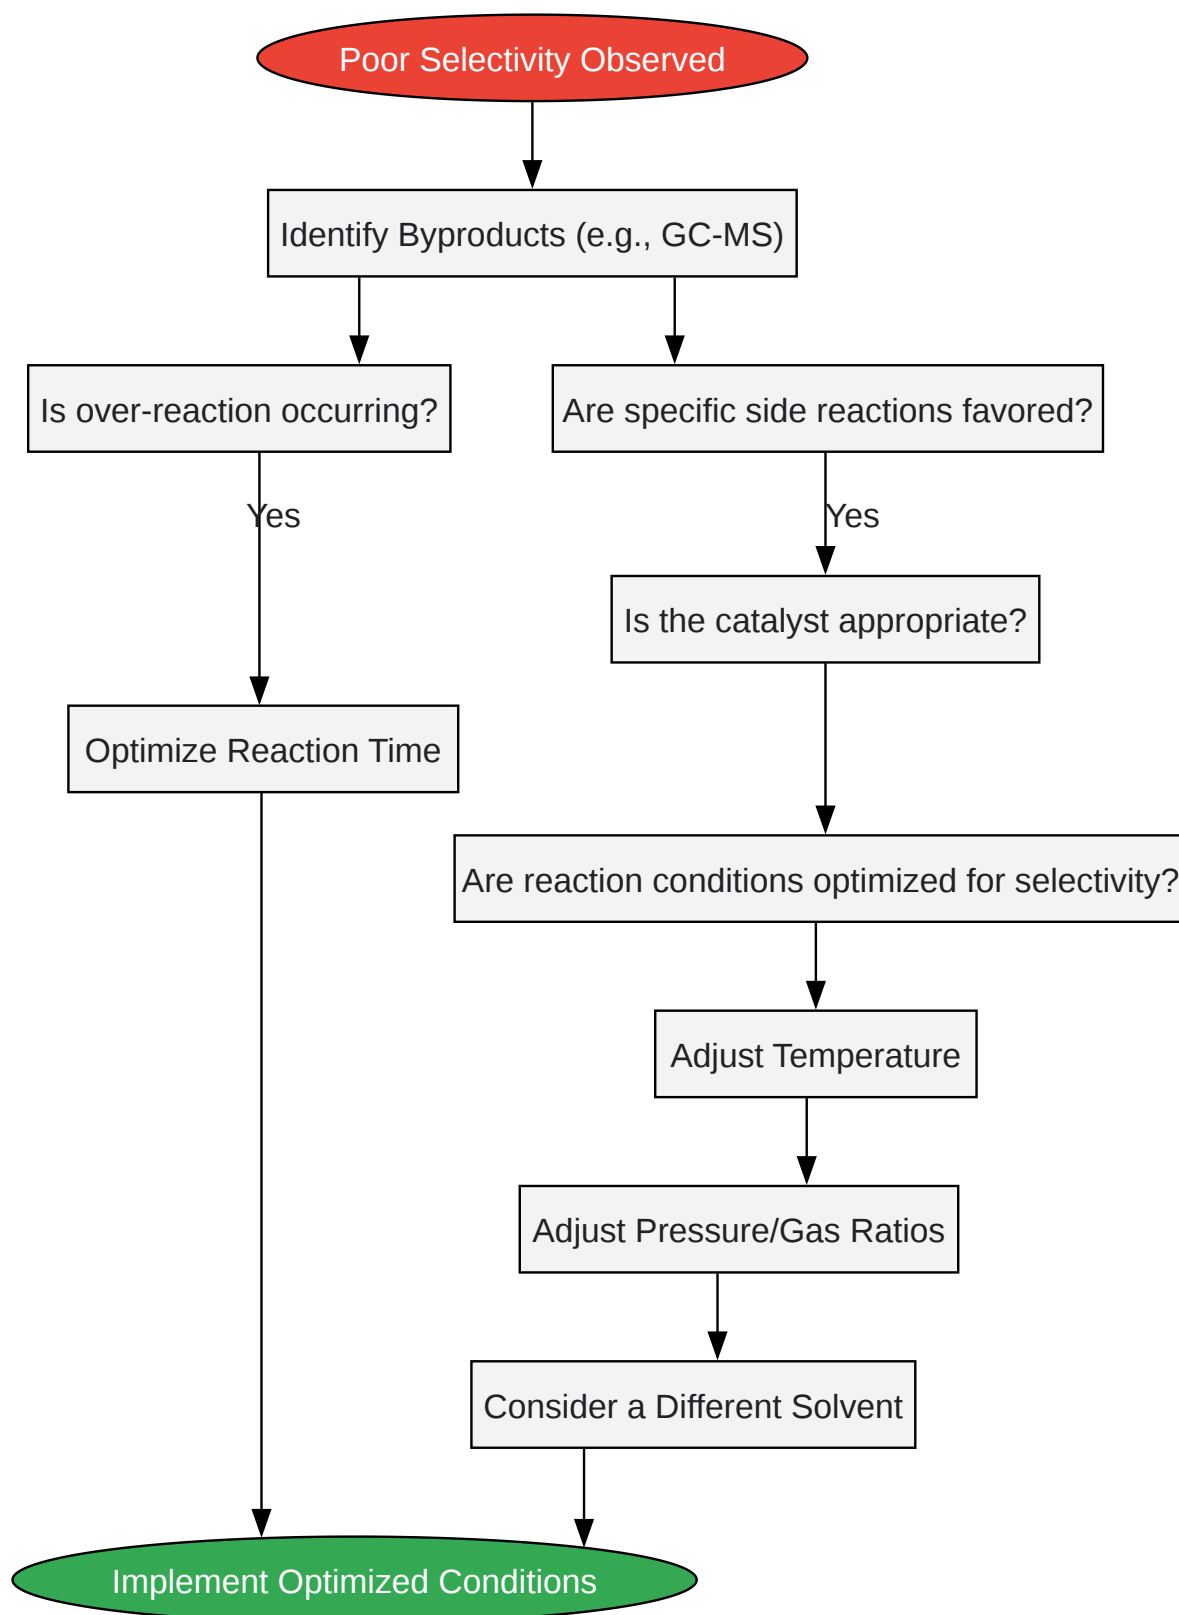 Poor Selectivity Observed
Identify Byproducts (e.g., GC-MS)
Is over-reaction occurring?
Are specific side reactions favored?
Yes
Yes
Is the catalyst appropriate?
Optimize Reaction Time
Are reaction conditions optimized for selectivity?
Adjust Temperature
Adjust Pressure/Gas Ratios
Consider a Different Solvent
Implement Optimized Conditions